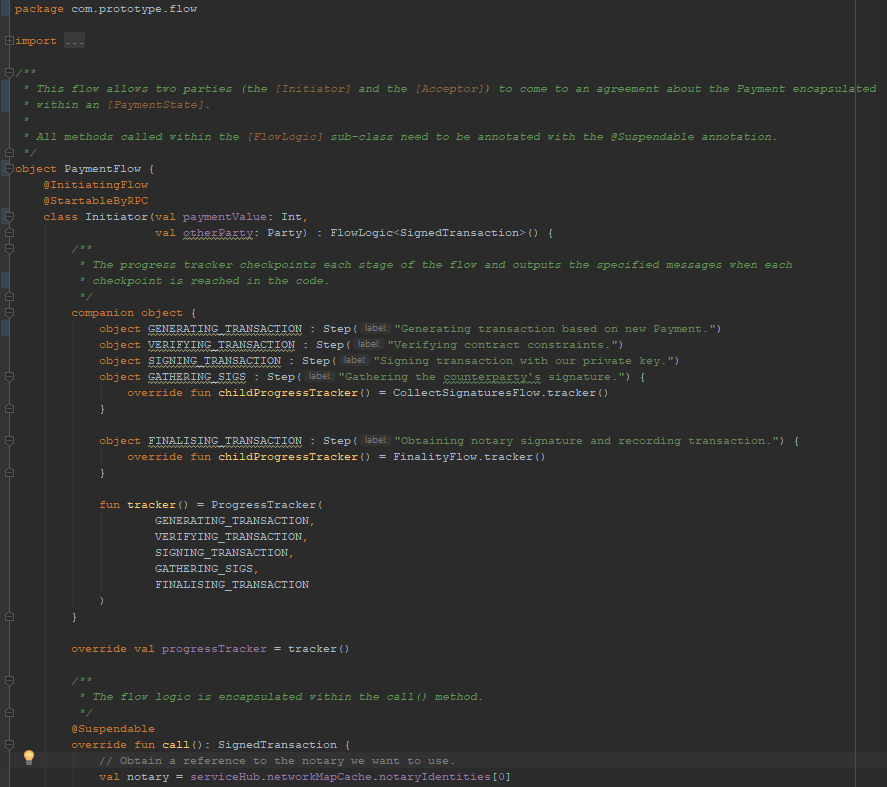 package com.prototype.flow
import ...
/**
* This flow allows two parties (the [Initiator] and the [Acceptor]) to come to an agreement about the Payment encapsulated
* within an [PaymentState].
*
* All methods called within the [FlowLogic] sub-class need to be annotated with the @Suspendable annotation.
*/
object PaymentFlow {
@InitiatingFlow
@StartableByRPC
class Initiator(val paymentValue: Int,
val otherParty: Party) : FlowLogic<SignedTransaction>() {
/**
* The progress tracker checkpoints each stage of the flow and outputs the specified messages when each
* checkpoint is reached in the code.
*/
companion object {
object GENERATING_TRANSACTION : Step( label: "Generating transaction based on new Payment.")
object VERIFYING_TRANSACTION : Step( label: "Verifying contract constraints.")
object SIGNING_TRANSACTION : Step( label: "Signing transaction with our private key.")
object GATHERING_SIGS : Step( label: "Gathering the counterparty's signature.") {
override fun childProgressTracker() = CollectSignaturesFlow.tracker()
}
object FINALISING_TRANSACTION : Step( label: "Obtaining notary signature and recording transaction.") {
override fun childProgressTracker() = FinalityFlow.tracker()
}
fun tracker() = ProgressTracker(
GENERATING_TRANSACTION,
VERIFYING_TRANSACTION,
SIGNING_TRANSACTION,
GATHERING_SIGS,
FINALISING_TRANSACTION
)
}
override val progressTracker = tracker()
/**
* The flow logic is encapsulated within the call() method.
*/
@Suspendable
override fun call(): SignedTransaction {
// Obtain a reference to the notary we want to use.
val notary = serviceHub.networkMapCache.notaryIdentities[0]